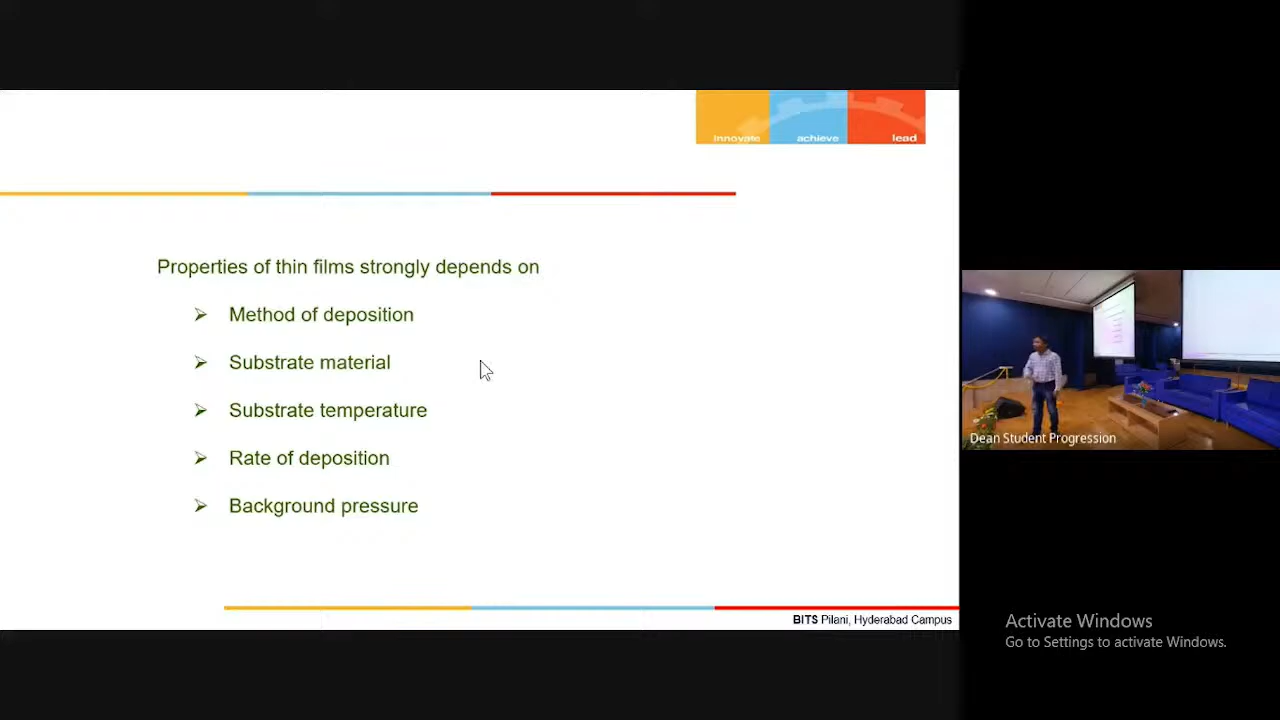 innovate achieve lead
Properties of thin films strongly depends on
Method of deposition
Substrate material
Substrate temperature
Rate of deposition
Background pressure
BITS Pilani, Hyderabad Campus
Dean Student Progression
Activate Windows
Go to Settings to activate Windows.